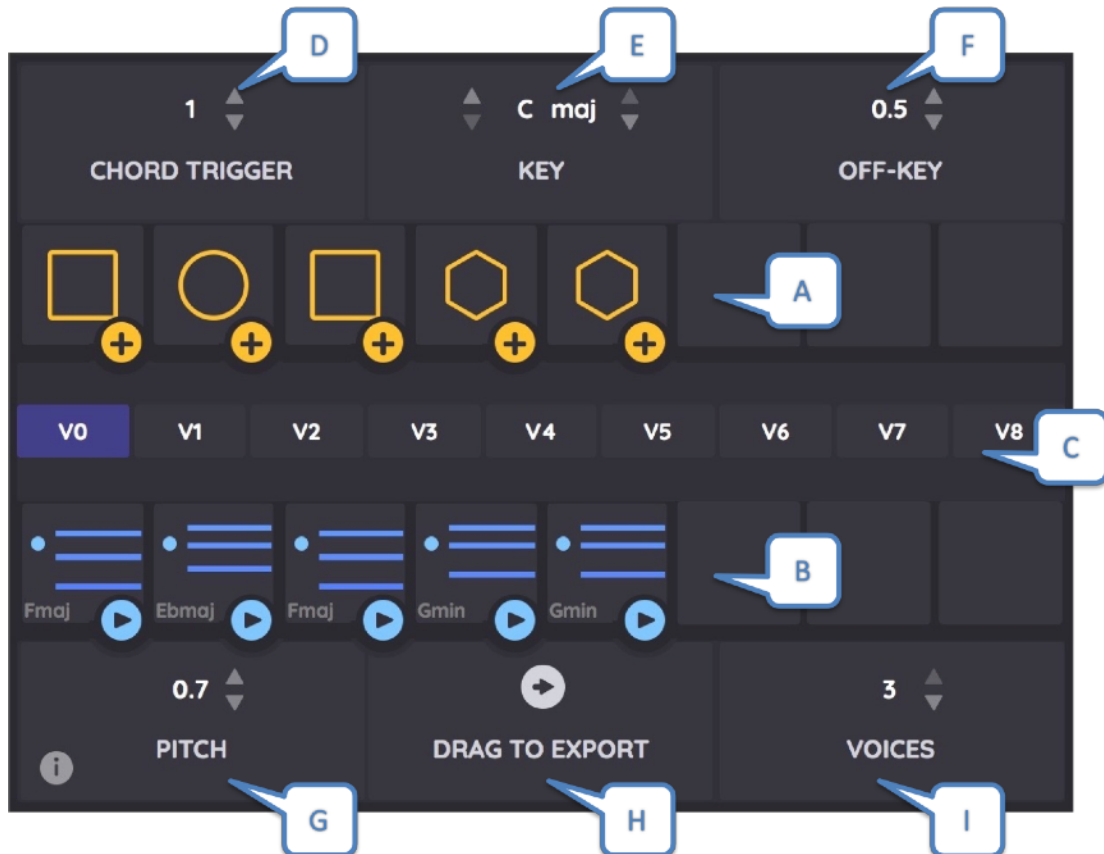 D E F
1 C maj 0.5
CHORD TRIGGER KEY OFF-KEY
A
V0 V1 V2 V3 V4 V5 V6 V7 V8
C
B
Fmaj Ebmaj Fmaj Gmin Gmin
0.7 3
PITCH DRAG TO EXPORT VOICES
i
G H I